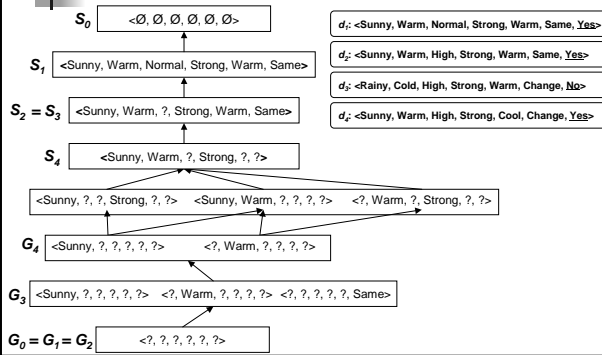 S0 <Ø, Ø, Ø, Ø, Ø, Ø>
d1: <Sunny, Warm, Normal, Strong, Warm, Same, Yes>
S1 <Sunny, Warm, Normal, Strong, Warm, Same>
d2: <Sunny, Warm, High, Strong, Warm, Same, Yes>
d3: <Rainy, Cold, High, Strong, Warm, Change, No>
S2 = S3 <Sunny, Warm, ?, Strong, Warm, Same>
d4: <Sunny, Warm, High, Strong, Cool, Change, Yes>
S4 <Sunny, Warm, ?, Strong, ?, ?>
<Sunny, ?, ?, Strong, ?, ?> <Sunny, Warm, ?, ?, ?, ?> <?, Warm, ?, Strong, ?, ?>
G4 <Sunny, ?, ?, ?, ?, ?> <?, Warm, ?, ?, ?, ?>
G3 <Sunny, ?, ?, ?, ?, ?> <?, Warm, ?, ?, ?, ?> <?, ?, ?, ?, ?, Same>
G0 = G1 = G2 <?, ?, ?, ?, ?, ?>